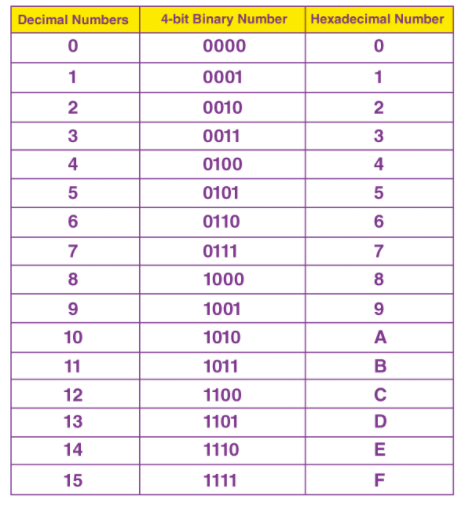 Decimal Numbers 4-bit Binary Number Hexadecimal Number
0 0000 0
1 0001 1
2 0010 2
3 0011 3
4 0100 4
5 0101 5
6 0110 6
7 0111 7
8 1000 8
9 1001 9
10 1010 A
11 1011 B
12 1100 C
13 1101 D
14 1110 E
15 1111 F